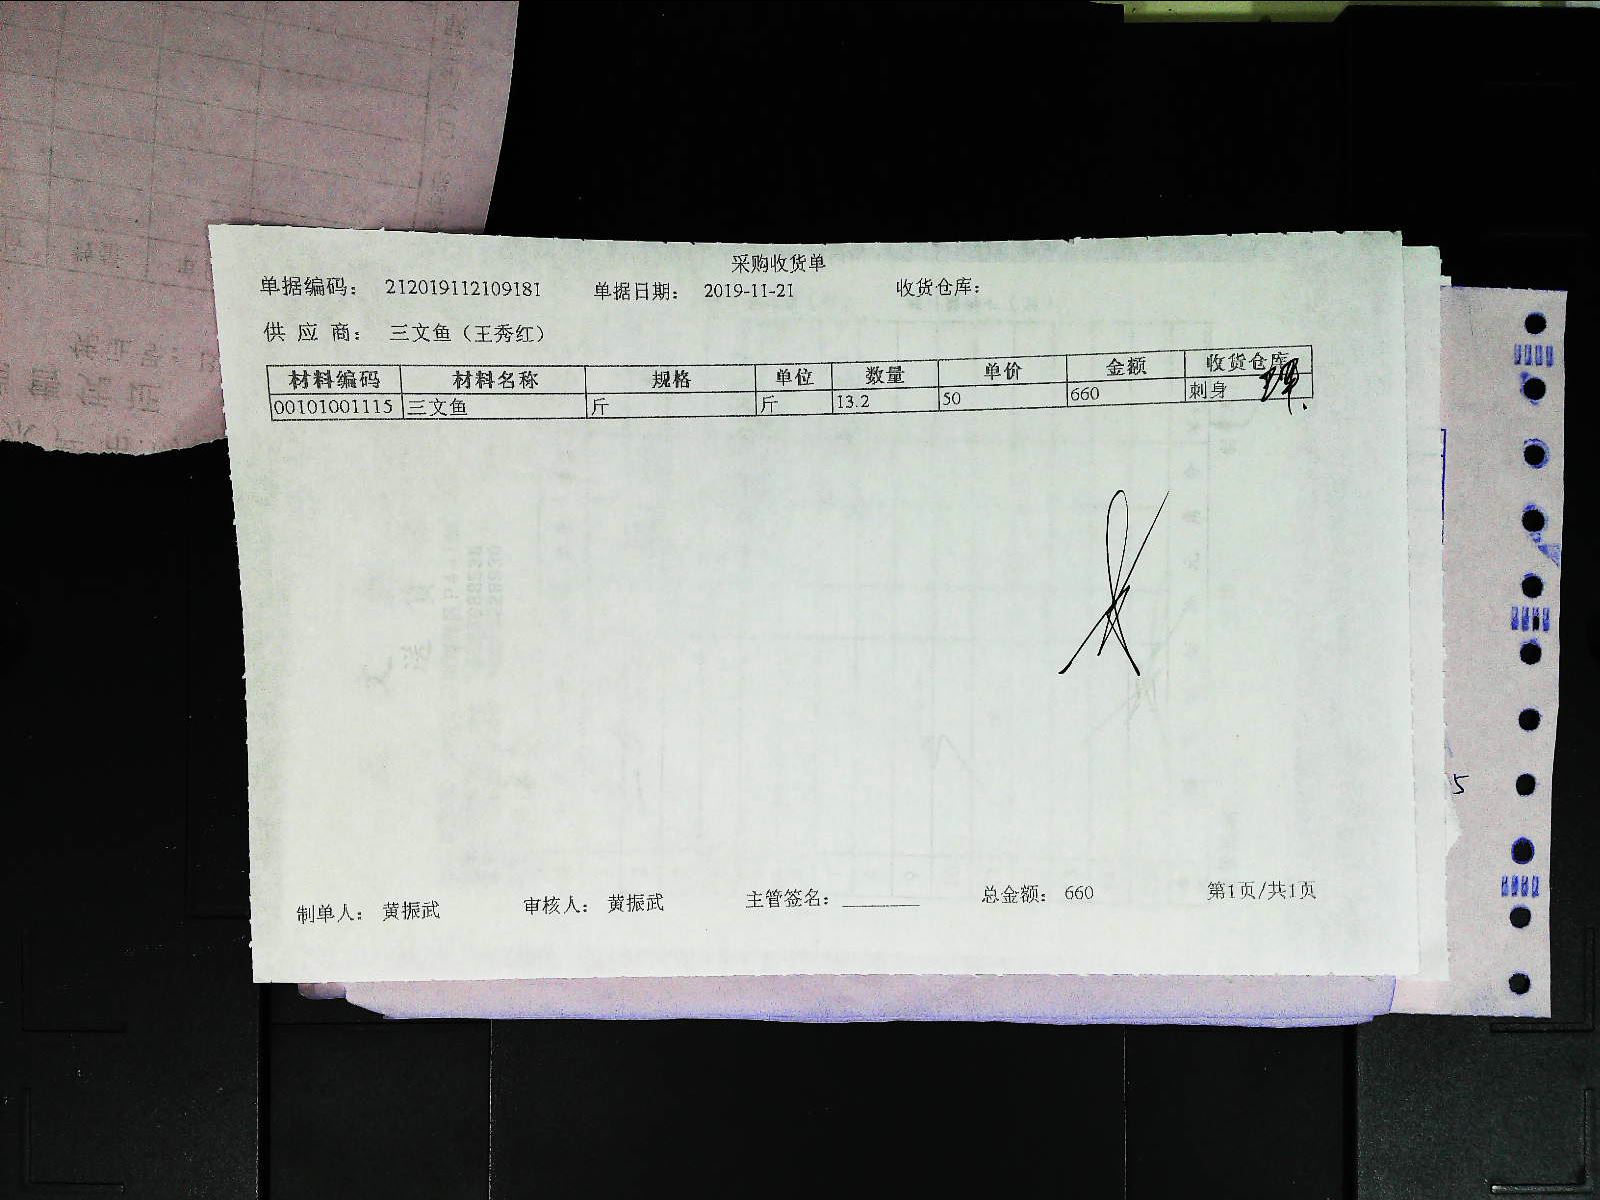 采购收货单
单据编码： 212019112109181 单据日期： 2019-11-21 收货仓库：
供 应 商： 三文鱼（王秀红）
材料编码 材料名称 规格 单位 数量 单价 金额 收货仓库
00101001115 三文鱼 斤 斤 13.2 50 660 刺身
制单人： 黄振武 审核人： 黄振武 主管签名：________ 总金额： 660 第1页/共1页
5